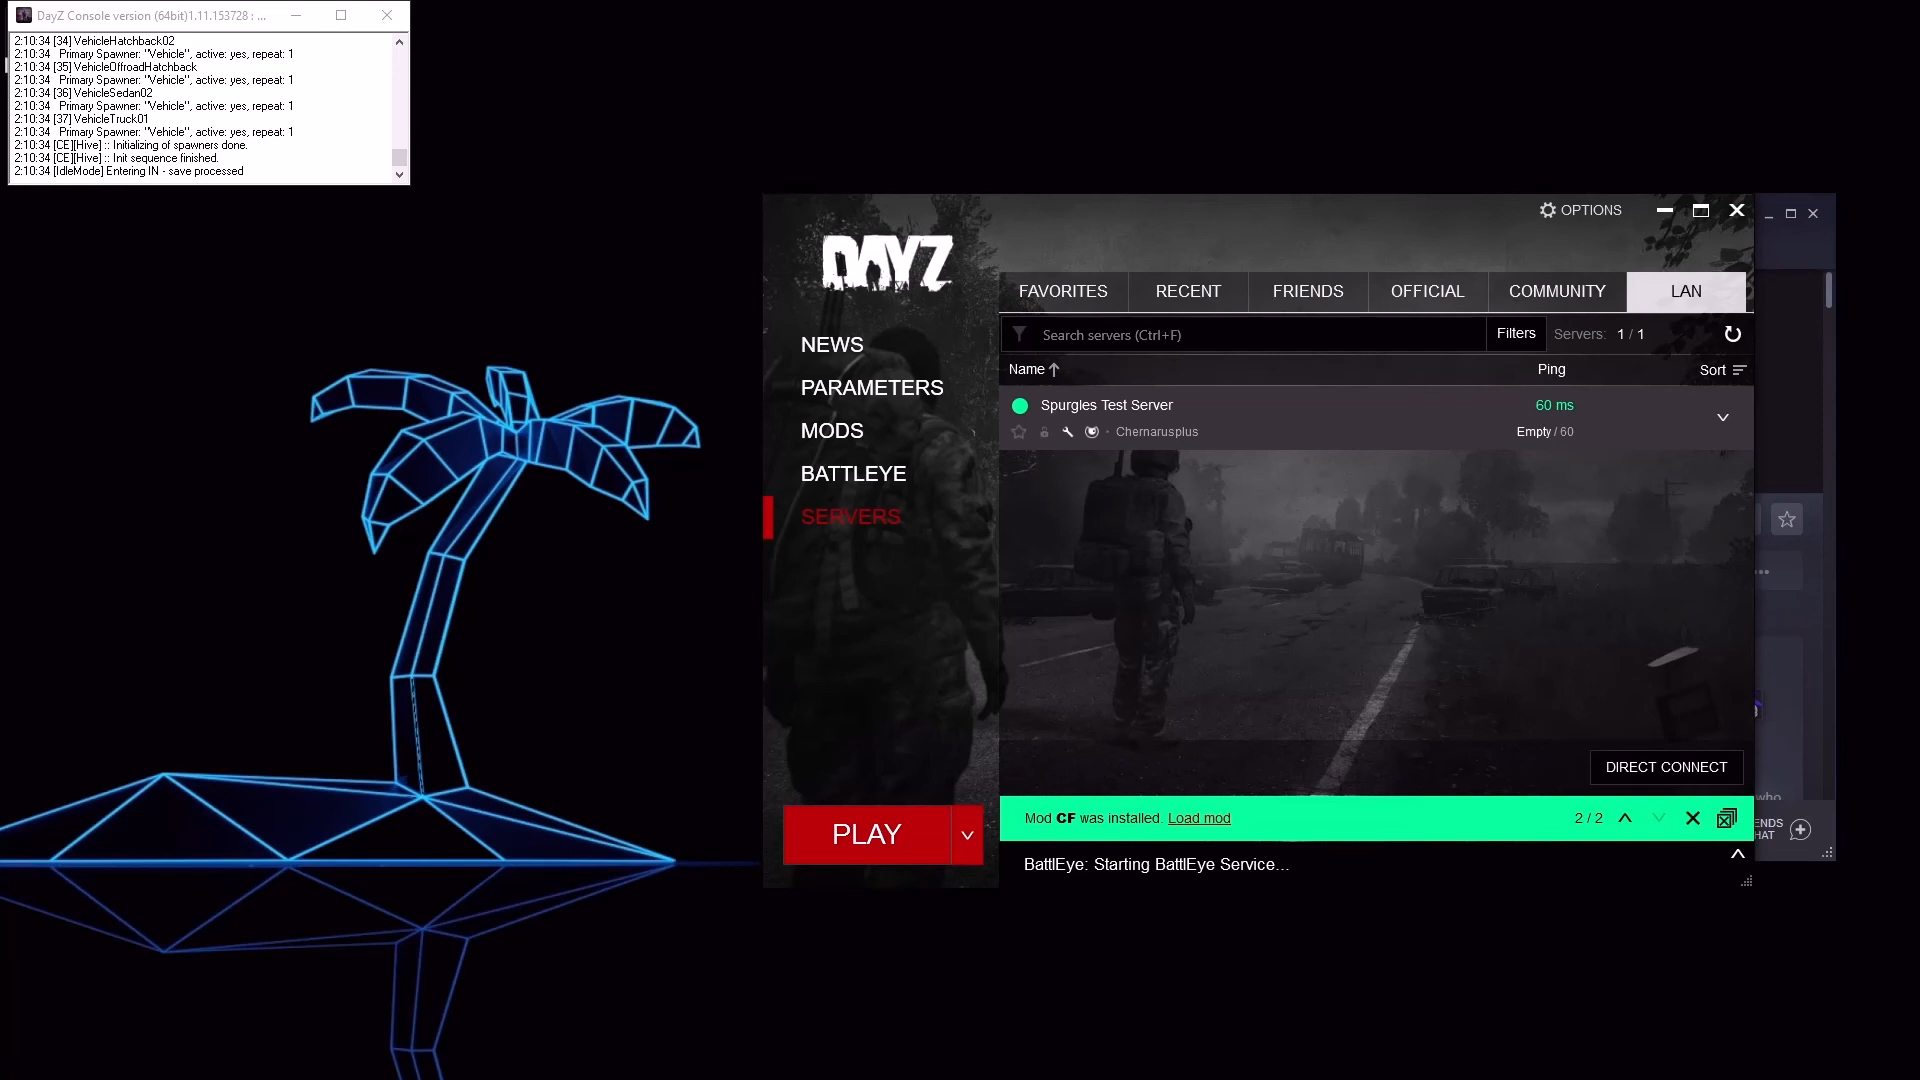 DayZ Console version (64bit)1.11.153728 : ...
2:10:34 [34] VehicleHatchback02
2:10:34 Primary Spawner: "Vehicle", active: yes, repeat: 1
2:10:34 [35] VehicleOffroadHatchback
2:10:34 Primary Spawner: "Vehicle", active: yes, repeat: 1
2:10:34 [36] VehicleSedan02
2:10:34 Primary Spawner: "Vehicle", active: yes, repeat: 1
2:10:34 [37] VehicleTruck01
2:10:34 Primary Spawner: "Vehicle", active: yes, repeat: 1
2:10:34 [CE][Hive] :: Initializing of spawners done.
2:10:34 [CE][Hive] :: Init sequence finished.
2:10:34 [IdleMode] Entering IN - save processed
OPTIONS
DAYZ
NEWS
PARAMETERS
MODS
BATTLEYE
SERVERS
PLAY
FAVORITES RECENT FRIENDS OFFICIAL COMMUNITY LAN
Search servers (Ctrl+F) Filters Servers: 1 / 1
Name Ping Sort
Spurgles Test Server 60 ms
Chernarusplus Empty / 60
DIRECT CONNECT
Mod CF was installed. Load mod 2 / 2
BattlEye: Starting BattlEye Service...
who
ENDS
HAT